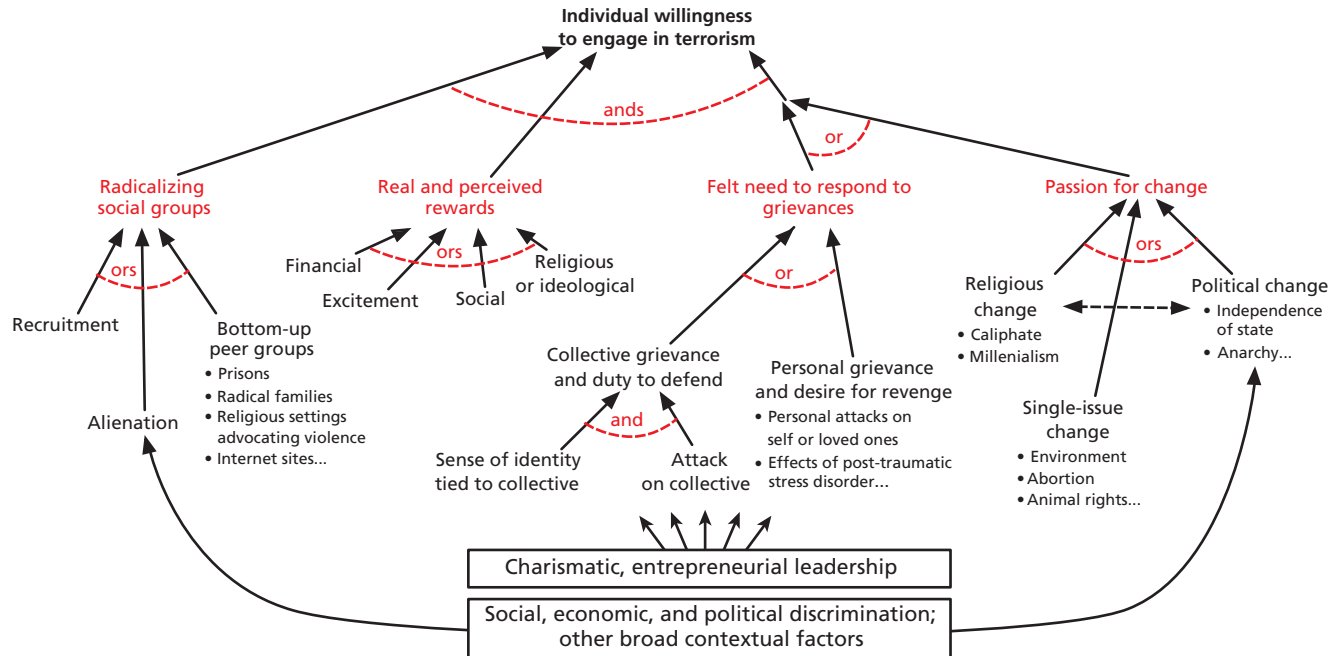 Individual willingness
to engage in terrorism
ands
or
Radicalizing
social groups
Real and perceived
rewards
Felt need to respond to
grievances
Passion for change
ors
Financial
ors
Excitement
Social
Religious
or ideological
or
ors
Recruitment
Bottom-up
peer groups
• Prisons
• Radical families
• Religious settings
advocating violence
• Internet sites...
Alienation
Collective grievance
and duty to defend
Personal grievance
and desire for revenge
• Personal attacks on
self or loved ones
• Effects of post-traumatic
stress disorder...
and
Sense of identity
tied to collective
Attack
on collective
Religious
change
• Caliphate
• Millenialism
Political change
• Independence
of state
• Anarchy...
Single-issue
change
• Environment
• Abortion
• Animal rights...
Charismatic, entrepreneurial leadership
Social, economic, and political discrimination;
other broad contextual factors